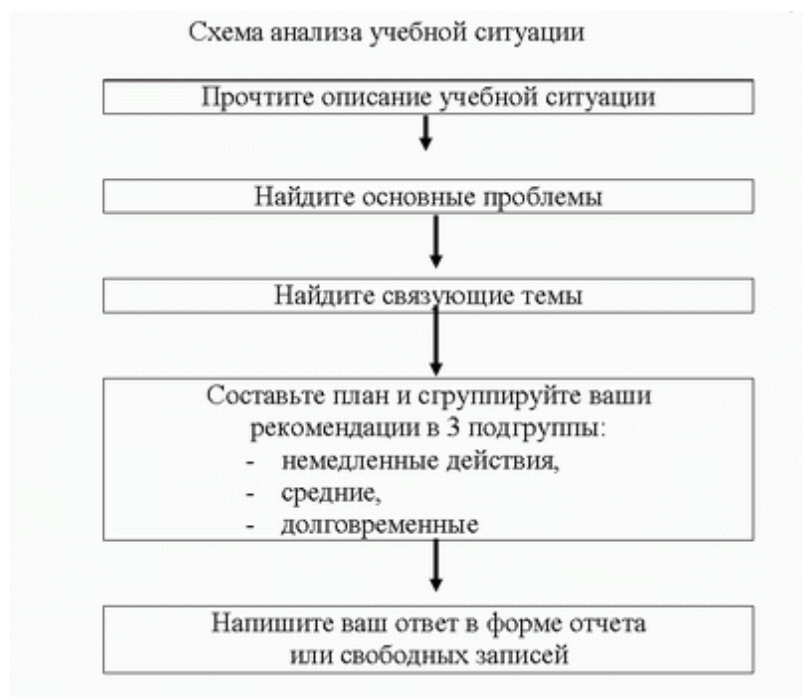 Схема анализа учебной ситуации
Прочтите описание учебной ситуации
Найдите основные проблемы
Найдите связующие темы
Составьте план и сгруппируйте ваши
рекомендации в 3 подгруппы:
- немедленные действия,
- средние,
- долговременные
Напишите ваш ответ в форме отчета
или свободных записей